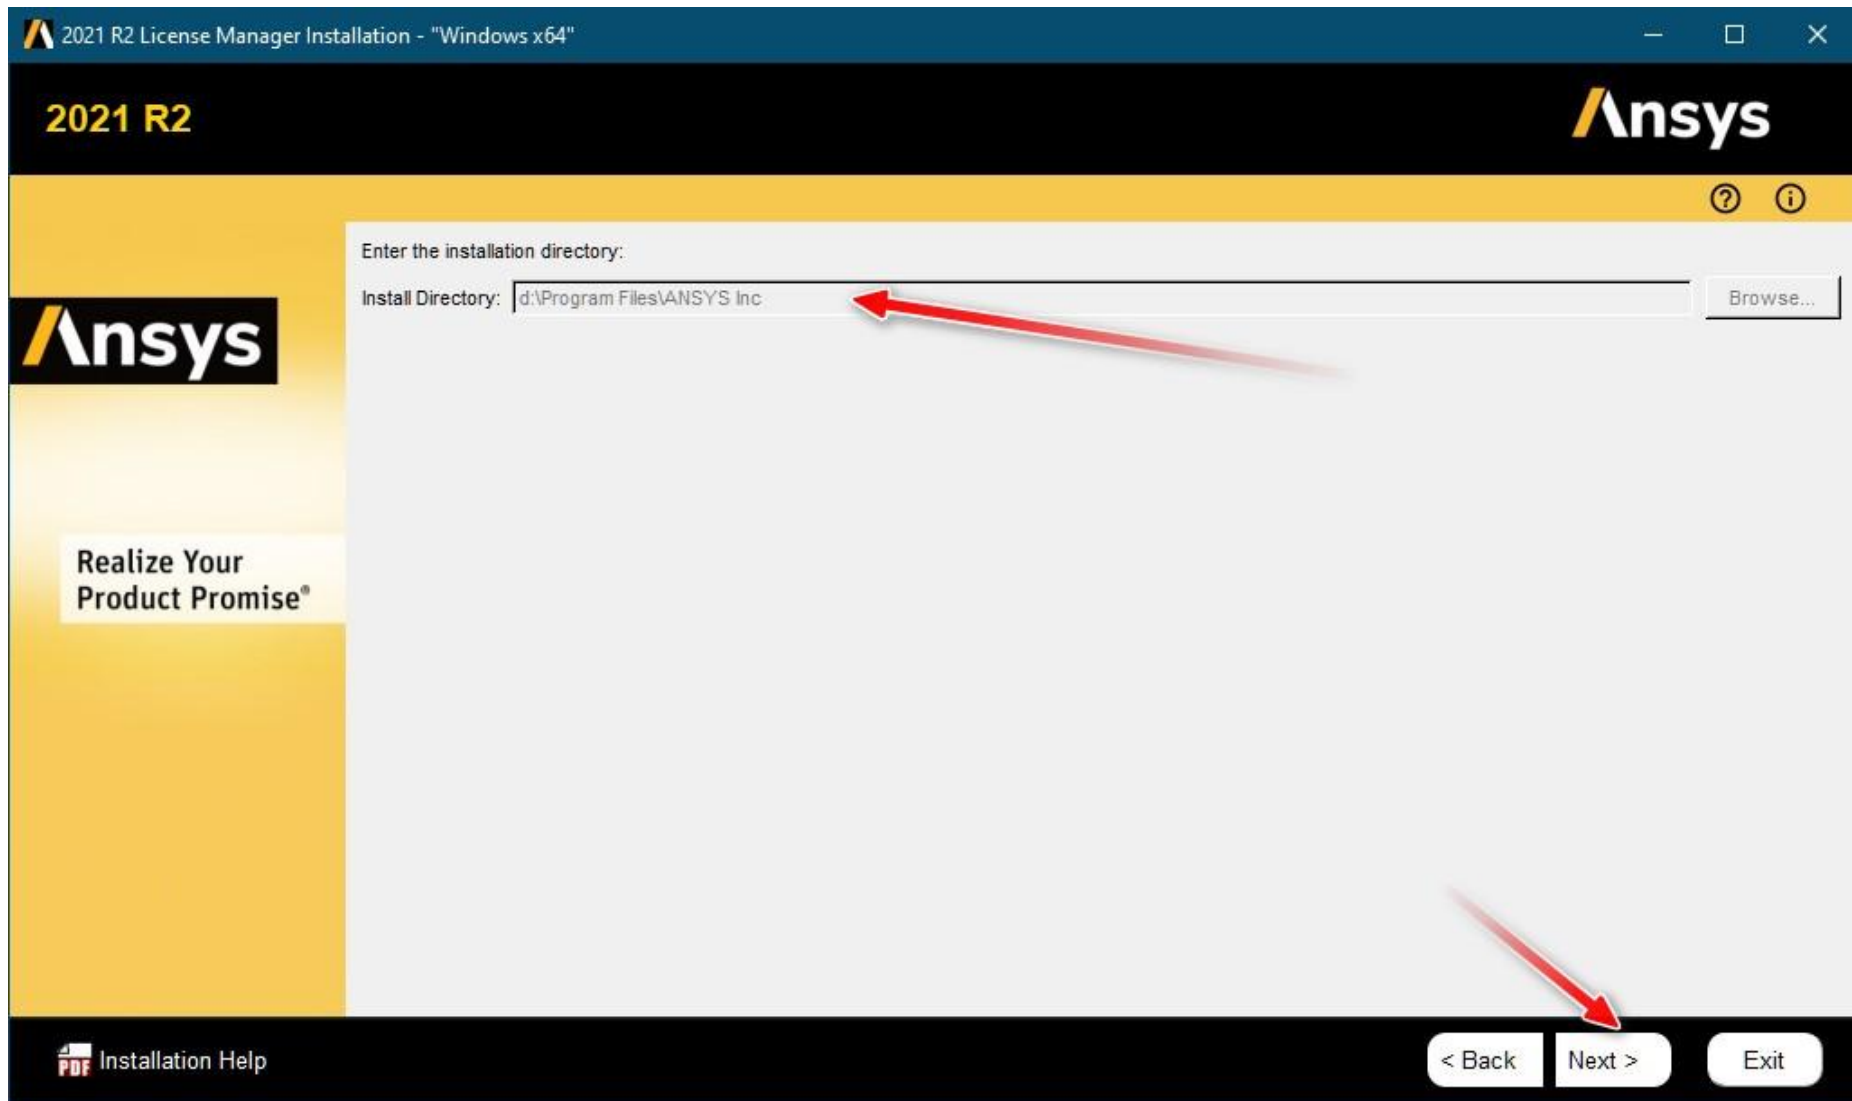 2021 R2 License Manager Installation - "Windows x64"
2021 R2
Ansys
Enter the installation directory:
Install Directory: d:\Program Files\ANSYS Inc Browse...
Ansys
Realize Your
Product Promise®
PDF Installation Help
< Back Next > Exit